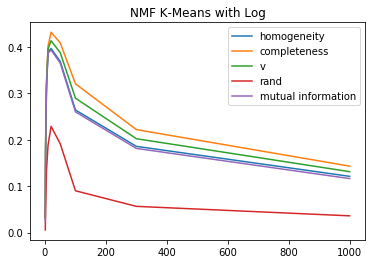 NMF K-Means with Log
homogeneity
completeness
v
rand
mutual information
0.4
0.3
0.2
0.1
0.0
0 200 400 600 800 1000